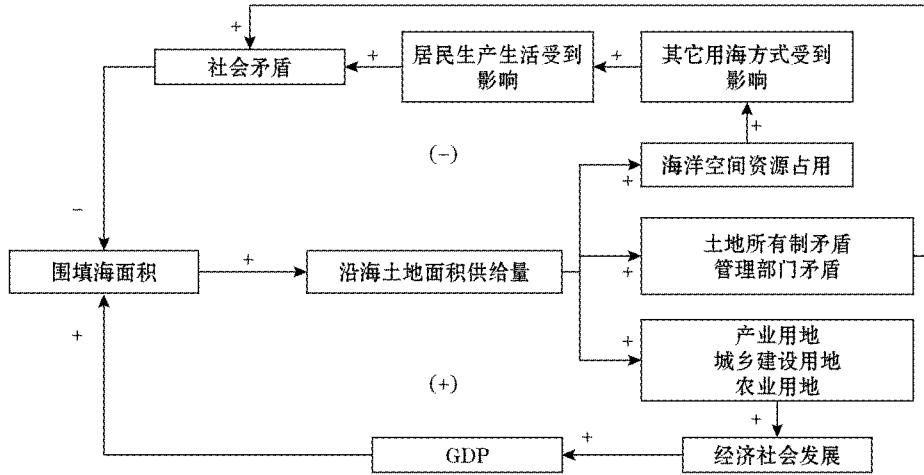 +
社会矛盾
+
居民生产生活受到
影响
+
其它用海方式受到
影响
+
(−)
海洋空间资源占用
+
−
土地所有制矛盾
管理部门矛盾
围填海面积
+
沿海土地面积供给量
+
+
产业用地
城乡建设用地
农业用地
+
(+)
+
GDP
+
经济社会发展